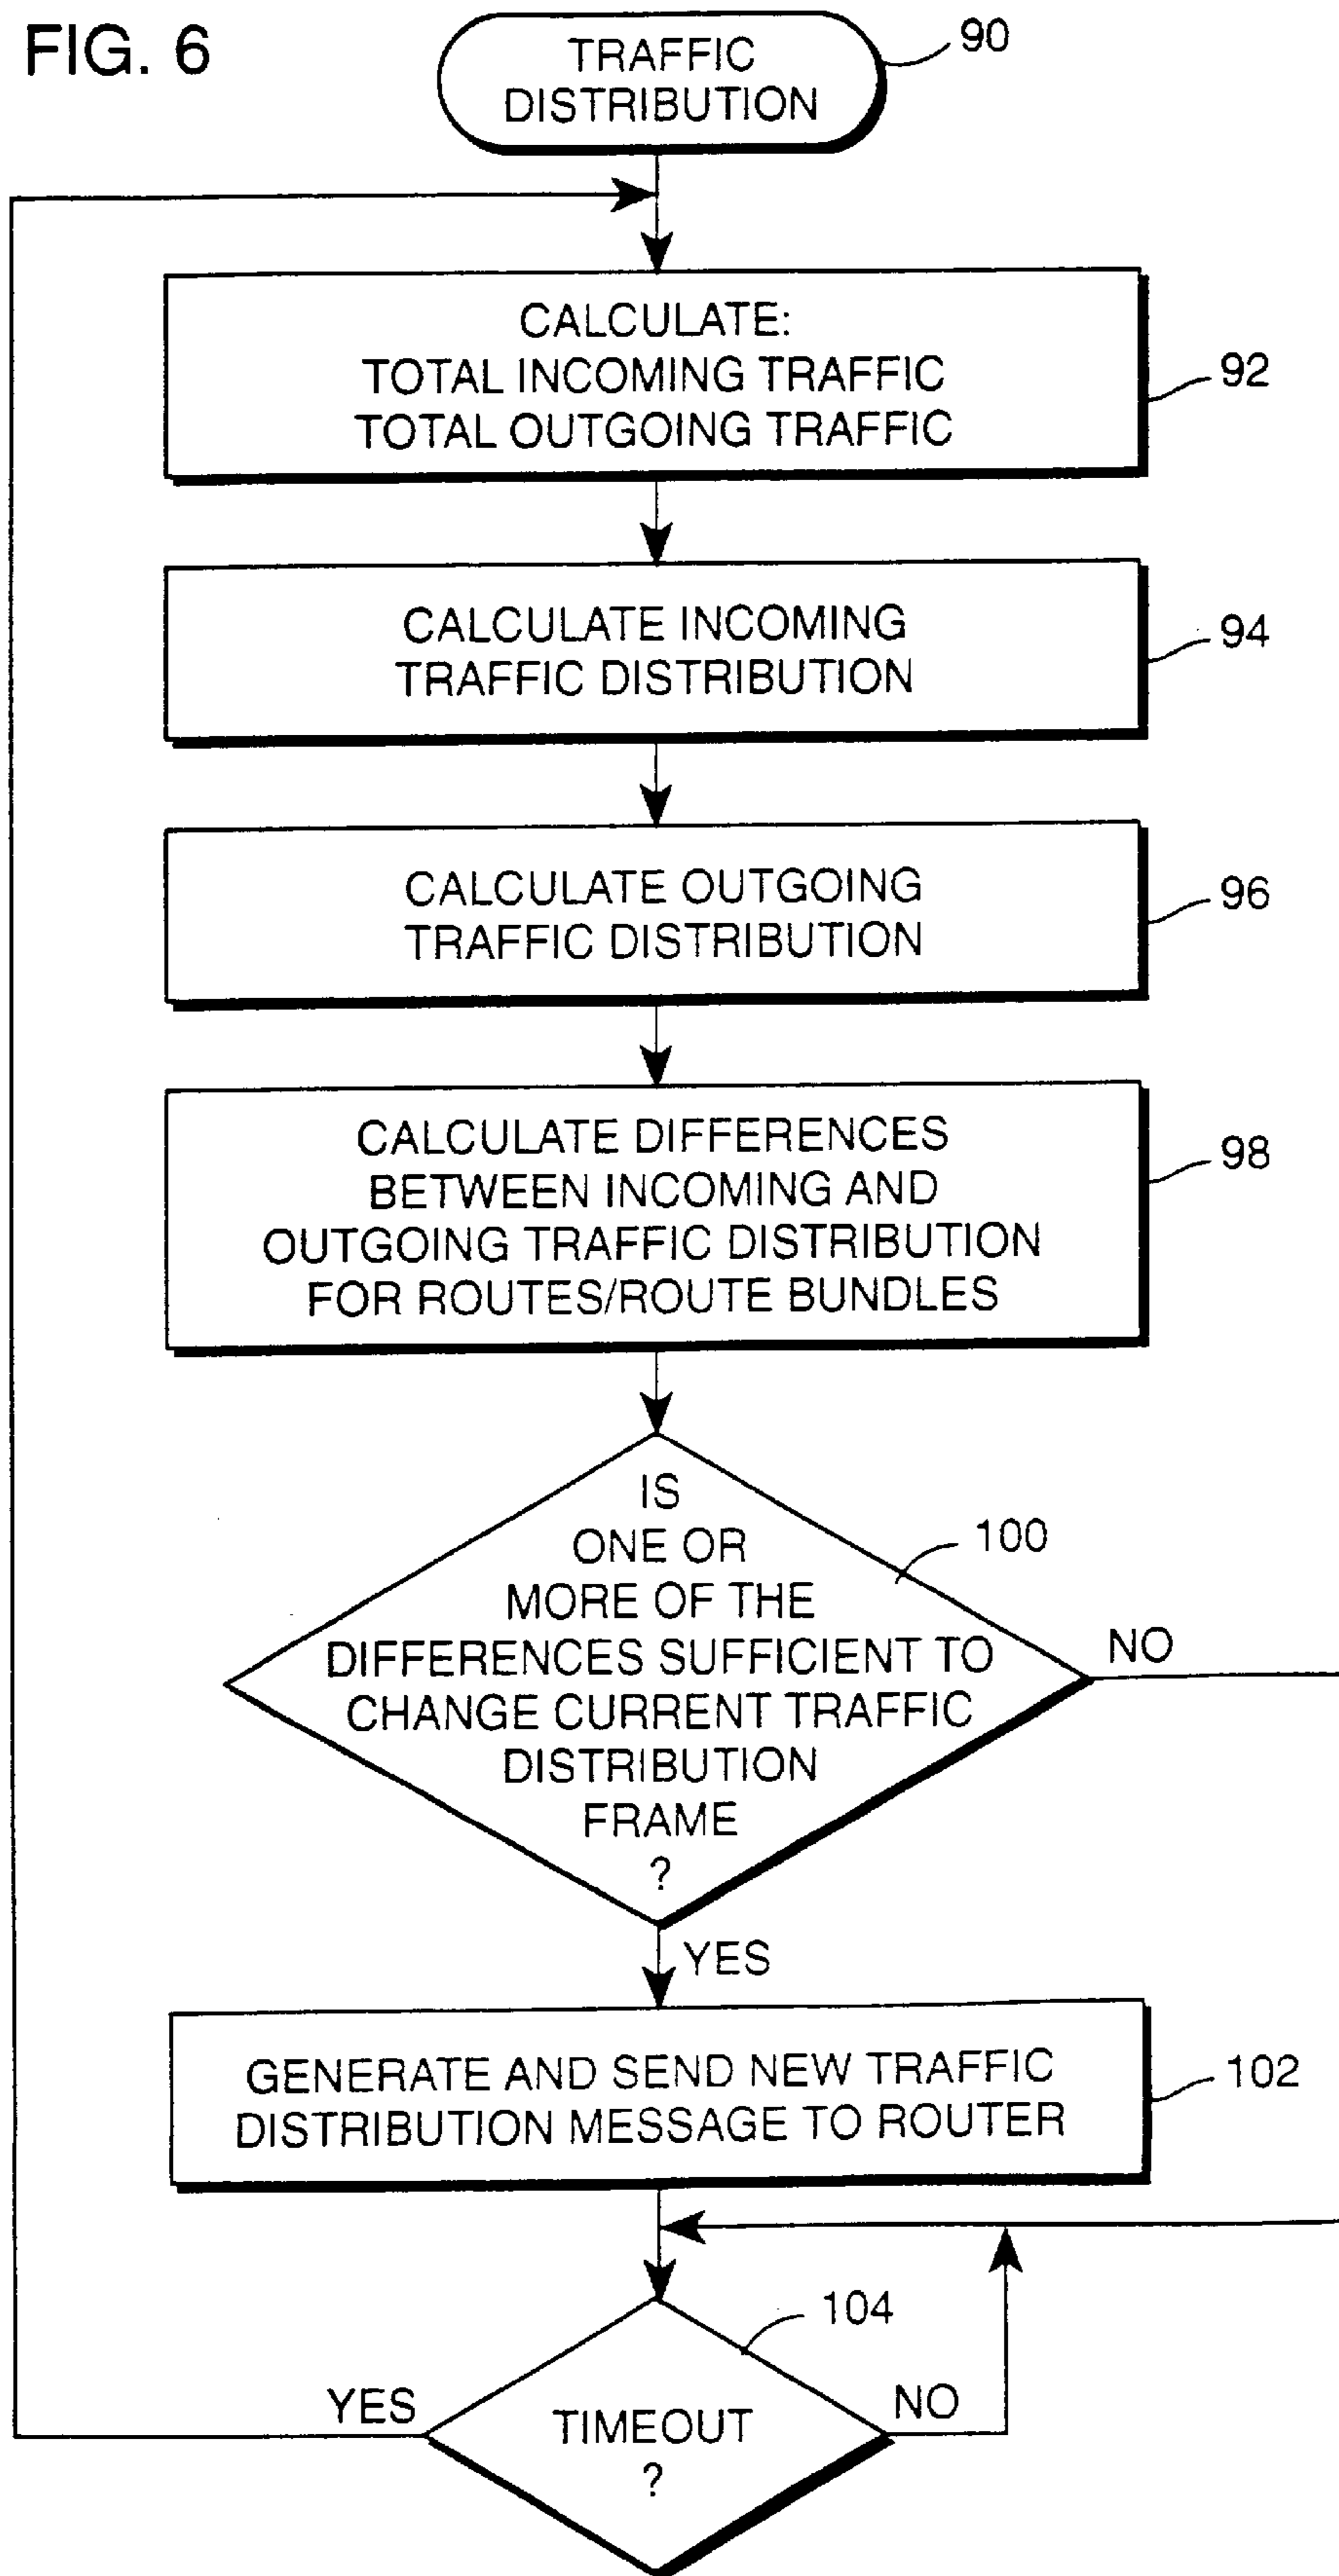 FIG. 6
TRAFFIC
DISTRIBUTION
90
CALCULATE:
TOTAL INCOMING TRAFFIC
TOTAL OUTGOING TRAFFIC
92
CALCULATE INCOMING
TRAFFIC DISTRIBUTION
94
CALCULATE OUTGOING
TRAFFIC DISTRIBUTION
96
CALCULATE DIFFERENCES
BETWEEN INCOMING AND
OUTGOING TRAFFIC DISTRIBUTION
FOR ROUTES/ROUTE BUNDLES
98
IS
ONE OR
MORE OF THE
DIFFERENCES SUFFICIENT TO
CHANGE CURRENT TRAFFIC
DISTRIBUTION
FRAME
?
100
NO
YES
GENERATE AND SEND NEW TRAFFIC
DISTRIBUTION MESSAGE TO ROUTER
102
104
YES
TIMEOUT
?
NO